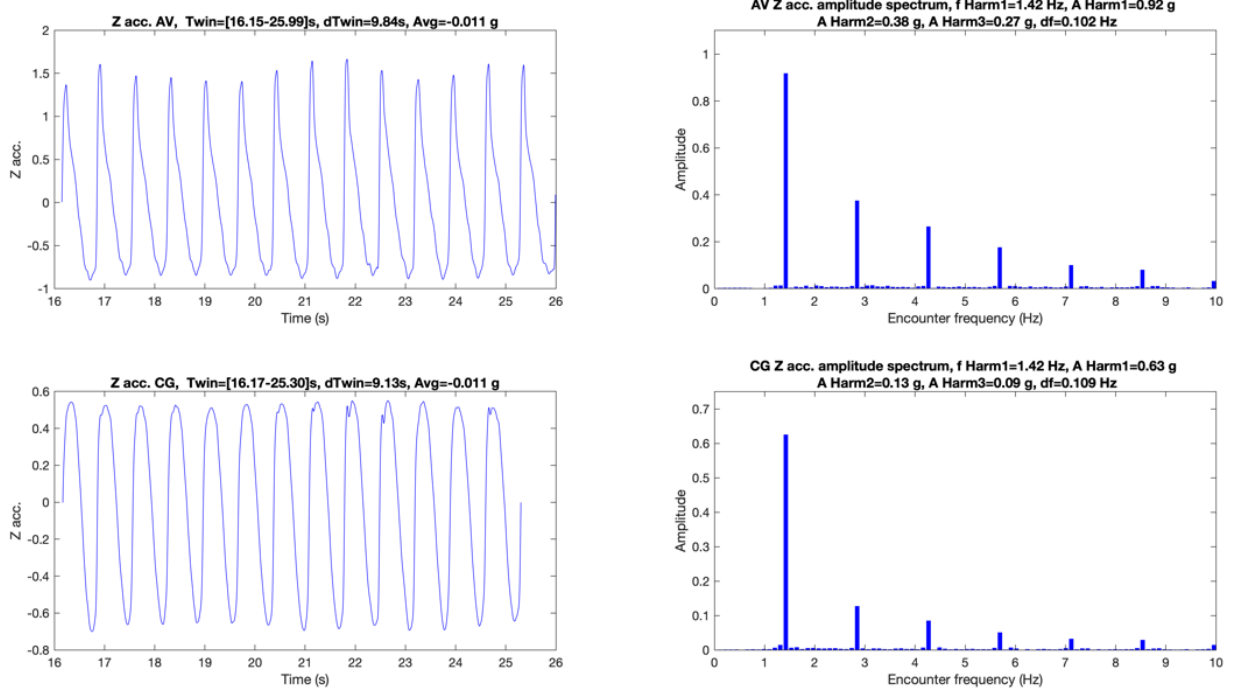 Z acc. AV,  Twin=[16.15-25.99]s, dTwin=9.84s, Avg=-0.011 g
2
1.5
1
0.5
0
-0.5
-1
Z acc.
16 17 18 19 20 21 22 23 24 25 26
Time (s)
AV Z acc. amplitude spectrum, f Harm1=1.42 Hz, A Harm1=0.92 g
A Harm2=0.38 g, A Harm3=0.27 g, df=0.102 Hz
1
0.8
0.6
0.4
0.2
0
Amplitude
0 1 2 3 4 5 6 7 8 9 10
Encounter frequency (Hz)
Z acc. CG,  Twin=[16.17-25.30]s, dTwin=9.13s, Avg=-0.011 g
0.6
0.4
0.2
0
-0.2
-0.4
-0.6
-0.8
Z acc.
16 17 18 19 20 21 22 23 24 25 26
Time (s)
CG Z acc. amplitude spectrum, f Harm1=1.42 Hz, A Harm1=0.63 g
A Harm2=0.13 g, A Harm3=0.09 g, df=0.109 Hz
0.7
0.6
0.5
0.4
0.3
0.2
0.1
0
Amplitude
0 1 2 3 4 5 6 7 8 9 10
Encounter frequency (Hz)